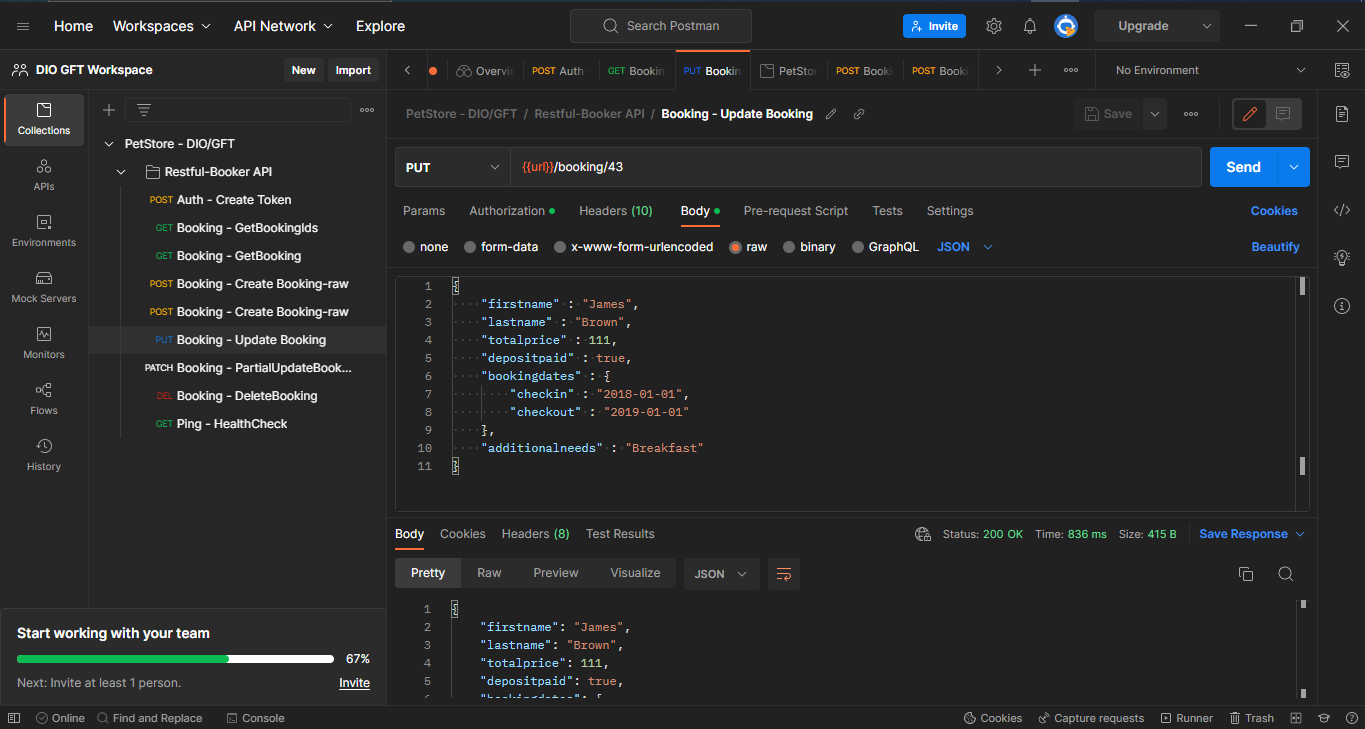 Home Workspaces API Network Explore Search Postman Invite Upgrade
DIO GFT Workspace New Import Overvi POST Auth GET Bookin PUT Bookin PetStor POST Booki POST Booki No Environment
Collections
APIs
Environments
Mock Servers
Monitors
Flows
History
PetStore - DIO/GFT
Restful-Booker API
POST Auth - Create Token
GET Booking - GetBookingIds
GET Booking - GetBooking
POST Booking - Create Booking-raw
POST Booking - Create Booking-raw
PUT Booking - Update Booking
PATCH Booking - PartialUpdateBook...
DEL Booking - DeleteBooking
GET Ping - HealthCheck
Start working with your team
67%
Next: Invite at least 1 person. Invite
PetStore - DIO/GFT / Restful-Booker API / Booking - Update Booking Save
PUT {{url}}/booking/43 Send
Params Authorization Headers (10) Body Pre-request Script Tests Settings Cookies
none form-data x-www-form-urlencoded raw binary GraphQL JSON Beautify
1 {
2 "firstname" : "James",
3 "lastname" : "Brown",
4 "totalprice" : 111,
5 "depositpaid" : true,
6 "bookingdates" : {
7 "checkin" : "2018-01-01",
8 "checkout" : "2019-01-01"
9 },
10 "additionalneeds" : "Breakfast"
11 }
Body Cookies Headers (8) Test Results Status: 200 OK Time: 836 ms Size: 415 B Save Response
Pretty Raw Preview Visualize JSON
1 {
2 "firstname": "James",
3 "lastname": "Brown",
4 "totalprice": 111,
5 "depositpaid": true,
6 "bookingdates": {
Online Find and Replace Console Cookies Capture requests Runner Trash